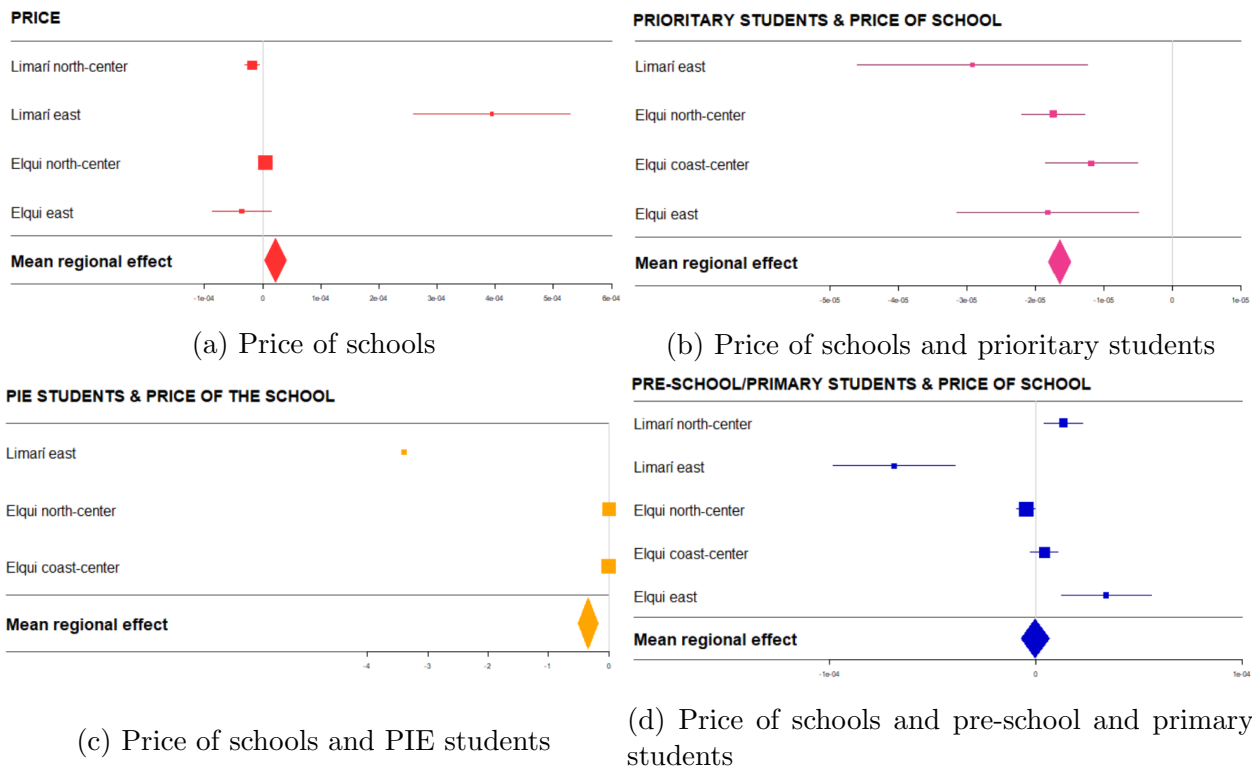 PRICE
Limarí north-center
Limarí east
Elqui north-center
Elqui east
Mean regional effect
-1e-04 0 1e-04 2e-04 3e-04 4e-04 5e-04 6e-04
(a) Price of schools
PRIORITARY STUDENTS & PRICE OF SCHOOL
Limarí east
Elqui north-center
Elqui coast-center
Elqui east
Mean regional effect
-5e-05 -4e-05 -3e-05 -2e-05 -1e-05 0 1e-05
(b) Price of schools and prioritary students
PIE STUDENTS & PRICE OF THE SCHOOL
Limarí east
Elqui north-center
Elqui coast-center
Mean regional effect
-4 -3 -2 -1 0
(c) Price of schools and PIE students
PRE-SCHOOL/PRIMARY STUDENTS & PRICE OF SCHOOL
Limarí north-center
Limarí east
Elqui north-center
Elqui coast-center
Elqui east
Mean regional effect
-1e-04 0 1e-04
(d) Price of schools and pre-school and primary
students